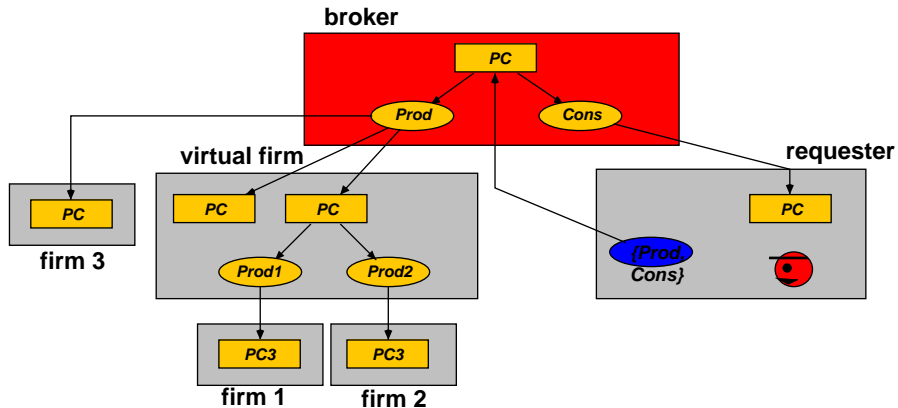 broker
PC
Prod
Cons
virtual firm
requester
PC
PC
PC
PC
firm 3
{Prod,
Cons}
Prod1
Prod2
PC3
PC3
firm 1
firm 2